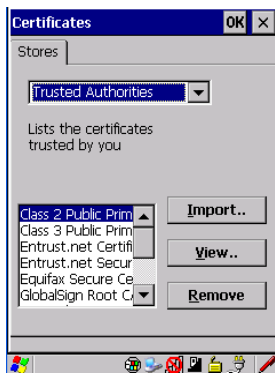 Certificates OK ×
Stores
Trusted Authorities
Lists the certificates
trusted by you
Class 2 Public Prim
Class 3 Public Prim
Entrust.net Certifi
Entrust.net Secur
Equifax Secure Ce
GlobalSign Root C
Import..
View..
Remove